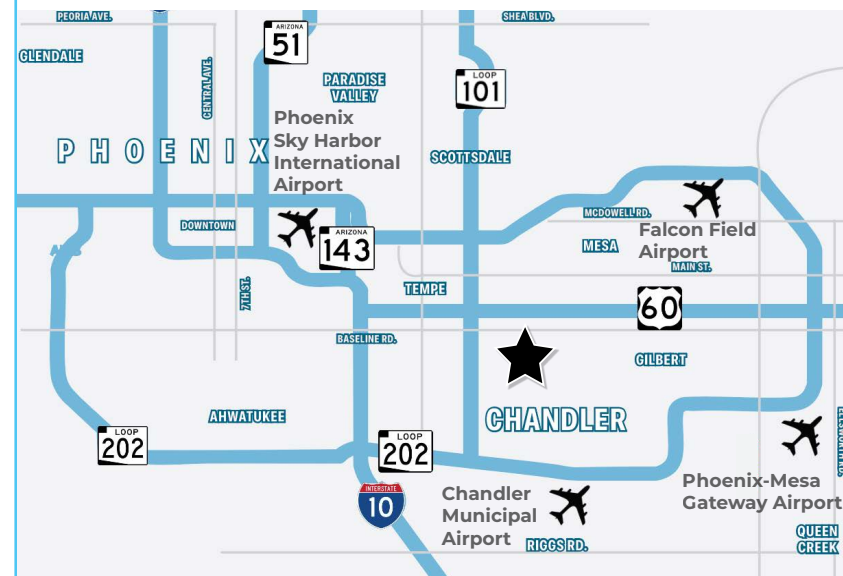 PEORIA AVE.
SHEA BLVD.
ARIZONA
51
GLENDALE
CENTRAL AVE.
PARADISE
VALLEY
LOOP
101
Phoenix
Sky Harbor
International
Airport
PHOENIX
SCOTTSDALE
MCDOWELL RD.
DOWNTOWN
ARIZONA
143
Falcon Field
Airport
MESA
MAIN ST.
7TH ST.
TEMPE
60
BASELINE RD.
GILBERT
AHWATUKEE
CHANDLER
LOOP
202
LOOP
202
INTERSTATE
10
Chandler
Municipal
Airport
Phoenix-Mesa
Gateway Airport
RIGGS RD.
QUEEN
CREEK